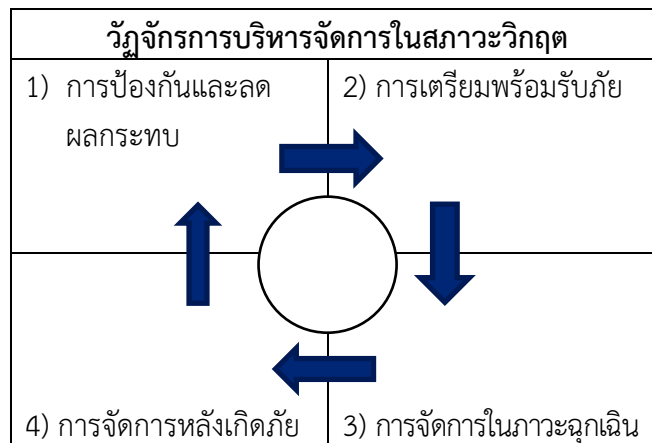 วัฏจักรการบริหารจัดการในสภาวะวิกฤต
1) การป้องกันและลด
ผลกระทบ
2) การเตรียมพร้อมรับภัย
4) การจัดการหลังเกิดภัย
3) การจัดการในภาวะฉุกเฉิน